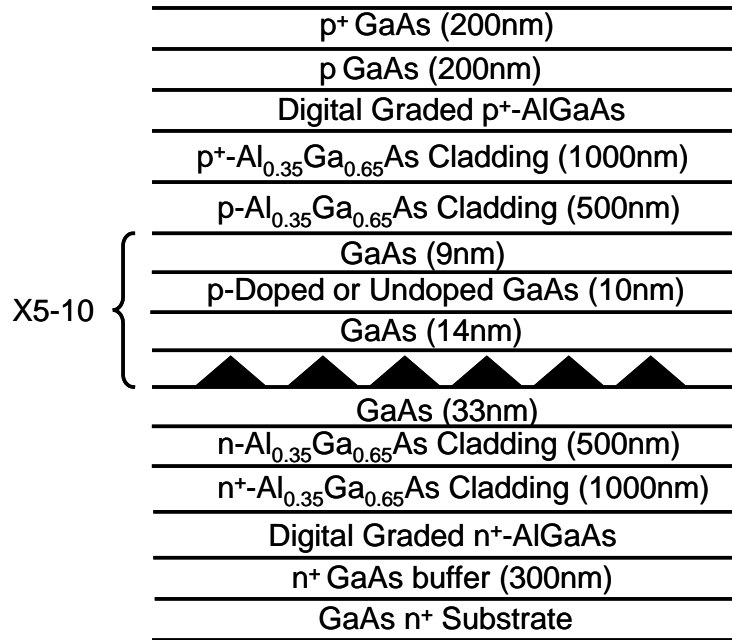 p⁺ GaAs (200nm)
p GaAs (200nm)
Digital Graded p⁺-AlGaAs
p⁺-Al₀.₃₅Ga₀.₆₅As Cladding (1000nm)
p-Al₀.₃₅Ga₀.₆₅As Cladding (500nm)
GaAs (9nm)
p-Doped or Undoped GaAs (10nm)
X5-10
GaAs (14nm)
GaAs (33nm)
n-Al₀.₃₅Ga₀.₆₅As Cladding (500nm)
n⁺-Al₀.₃₅Ga₀.₆₅As Cladding (1000nm)
Digital Graded n⁺-AlGaAs
n⁺ GaAs buffer (300nm)
GaAs n⁺ Substrate